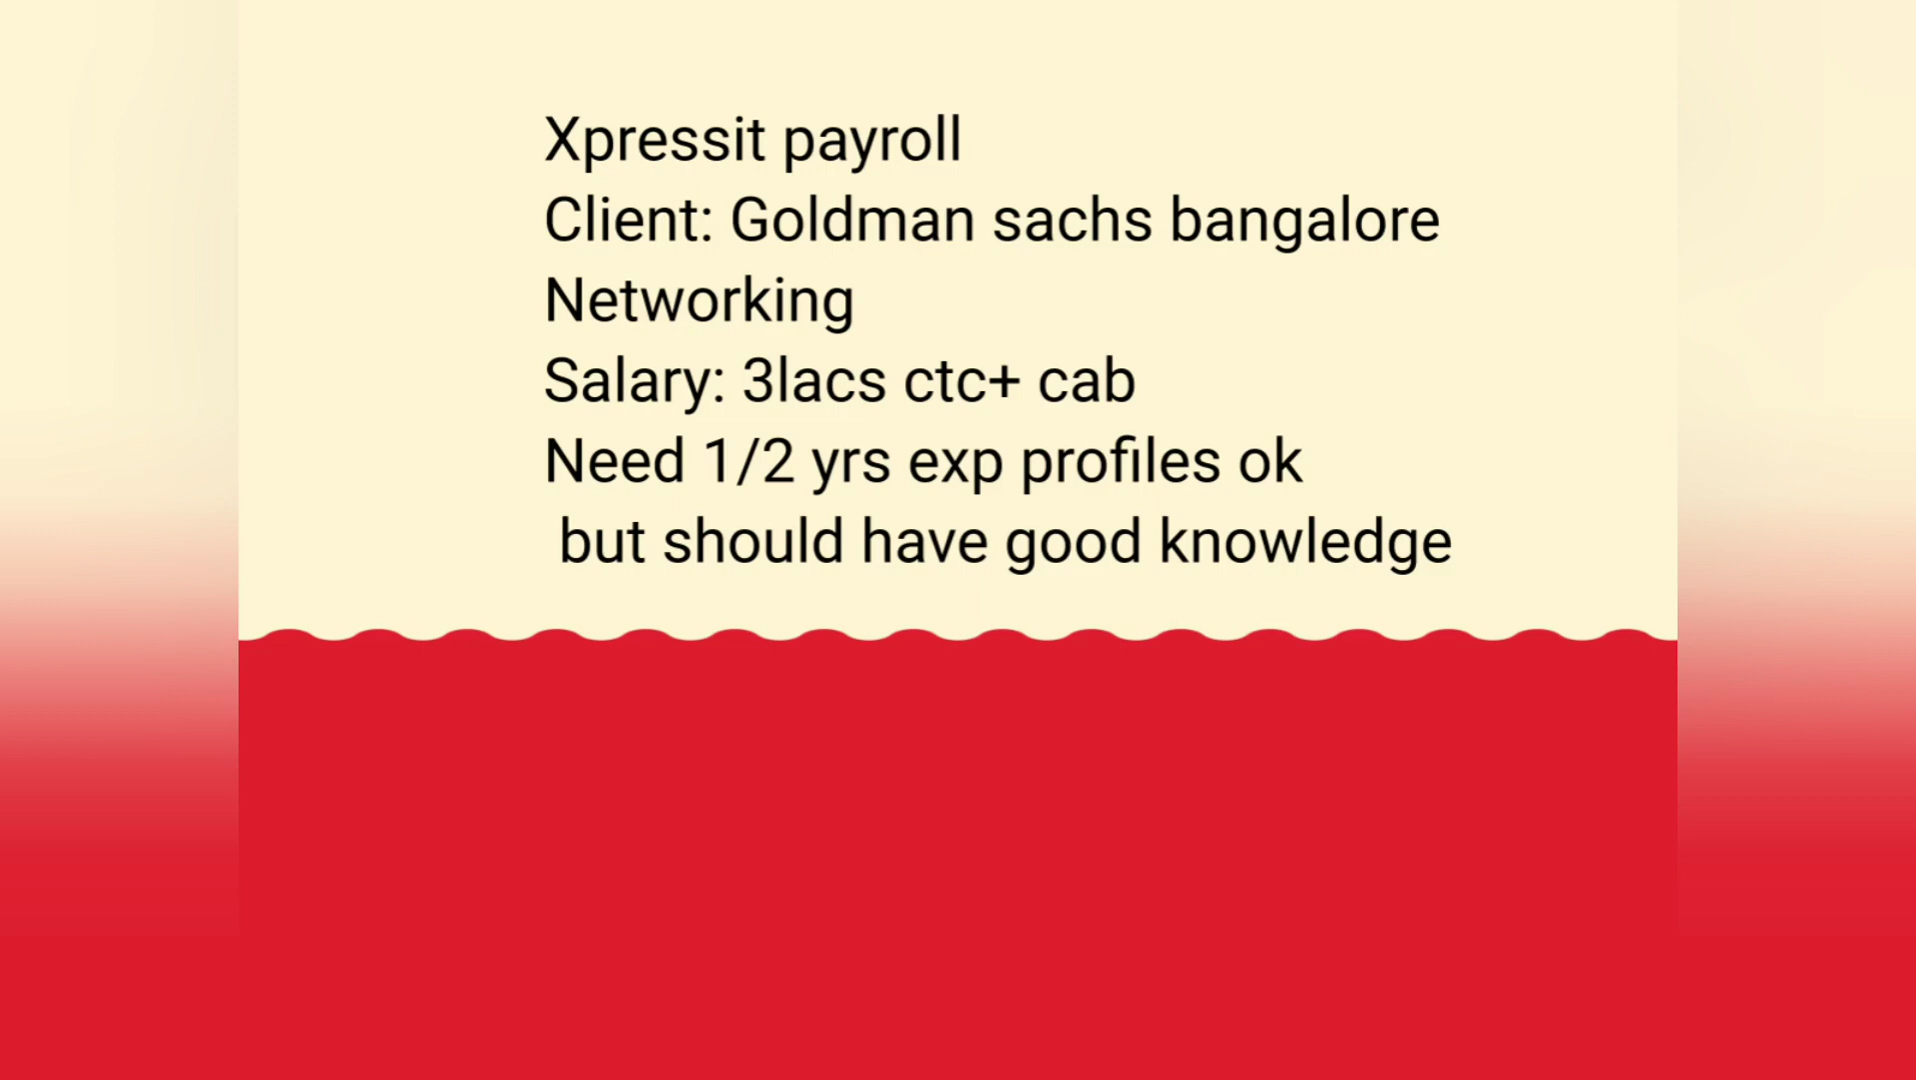 Xpressit payroll
Client: Goldman sachs bangalore
Networking
Salary: 3lacs ctc+ cab
Need 1/2 yrs exp profiles ok
but should have good knowledge